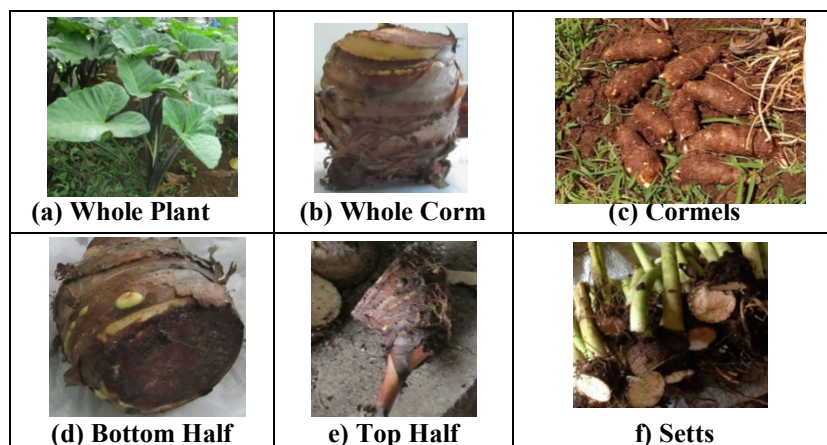 (a) Whole Plant
(b) Whole Corm
(c) Cormels
(d) Bottom Half
e) Top Half
f) Setts